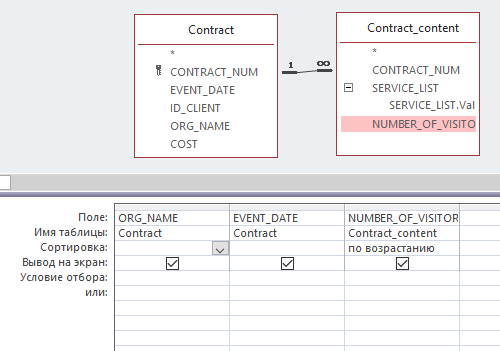 Contract
*
CONTRACT_NUM
EVENT_DATE
ID_CLIENT
ORG_NAME
COST
1 ∞
Contract_content
*
CONTRACT_NUM
SERVICE_LIST
SERVICE_LIST.Val
NUMBER_OF_VISITO
Поле: ORG_NAME EVENT_DATE NUMBER_OF_VISITOR
Имя таблицы: Contract Contract Contract_content
Сортировка: по возрастанию
Вывод на экран:
Условие отбора:
или: